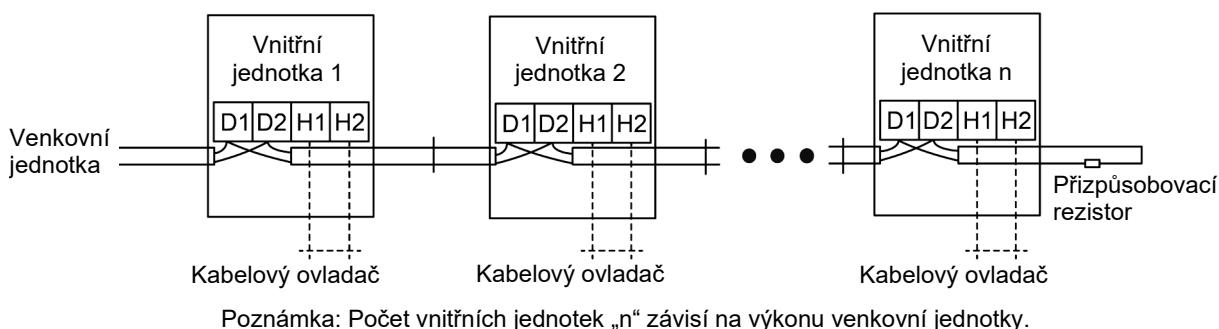 Vnitřní
jednotka 1
Vnitřní
jednotka 2
Vnitřní
jednotka n
D1 D2 H1 H2
D1 D2 H1 H2
D1 D2 H1 H2
Venkovní
jednotka
Přizpůsobovací
rezistor
Kabelový ovladač
Kabelový ovladač
Kabelový ovladač
Poznámka: Počet vnitřních jednotek „n“ závisí na výkonu venkovní jednotky.